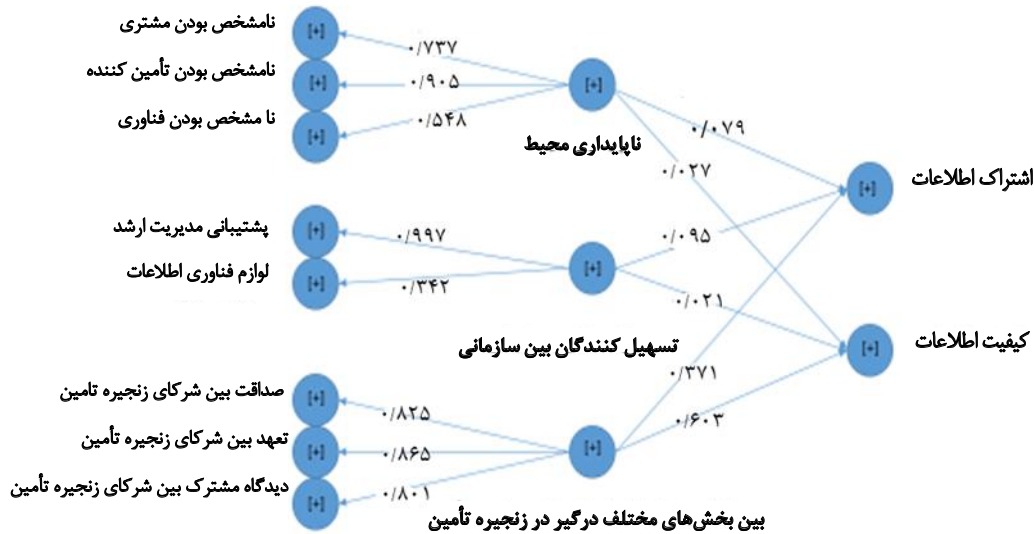 نامشخص بودن مشتری
[+]
۰/۷۳۷
نامشخص بودن تأمین کننده
[+]
۰/۹۰۵
[+]
نا مشخص بودن فناوری
[+]
۰/۵۴۸
ناپایداری محیط
۰/۰۷۹
۰/۰۲۷
اشتراک اطلاعات
[+]
پشتیبانی مدیریت ارشد
[+]
۰/۹۹۷
۰/۰۹۵
لوازم فناوری اطلاعات
[+]
۰/۳۴۲
[+]
۰/۰۲۱
تسهیل کنندگان بین سازمانی
کیفیت اطلاعات
[+]
۰/۳۷۱
۰/۶۰۳
صداقت بین شرکای زنجیره تامین
[+]
۰/۸۲۵
تعهد بین شرکای زنجیره تأمین
[+]
۰/۸۶۵
[+]
دیدگاه مشترک بین شرکای زنجیره تأمین
[+]
۰/۸۰۱
بین بخش‌های مختلف درگیر در زنجیره تأمین